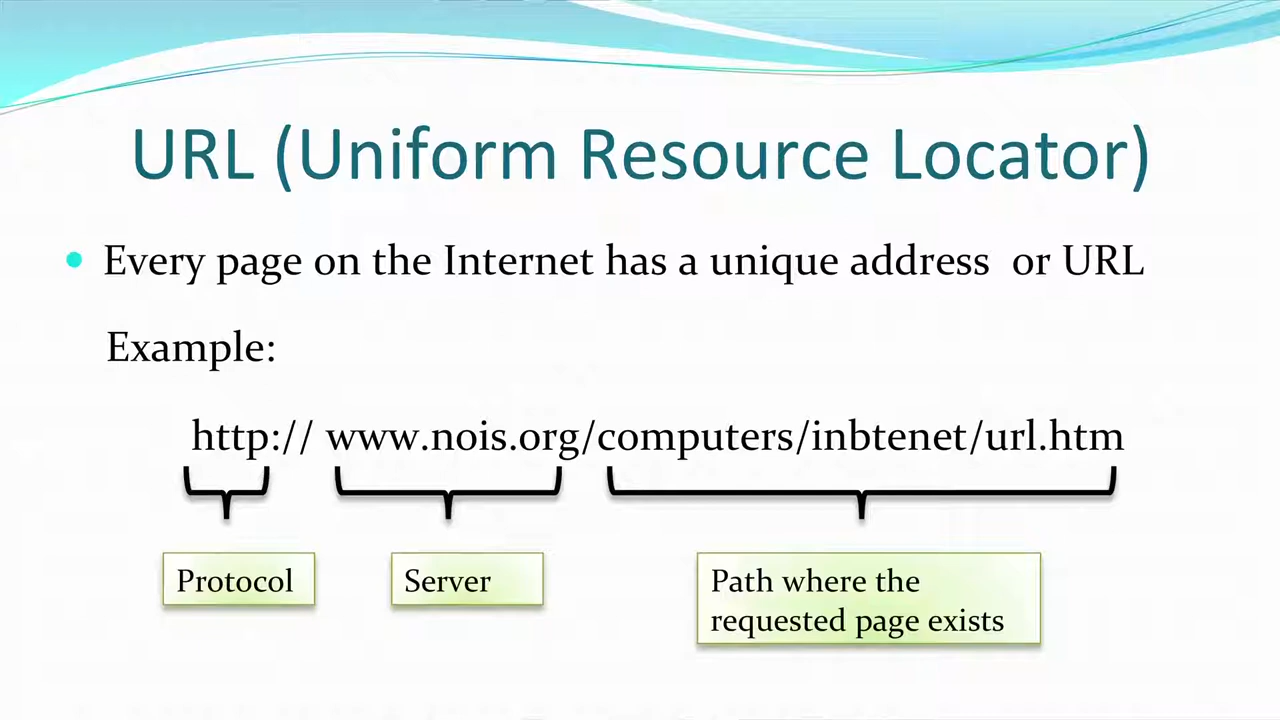 URL (Uniform Resource Locator)
• Every page on the Internet has a unique address  or URL
Example:
http:// www.nois.org/computers/inbtenet/url.htm
Protocol
Server
Path where the
requested page exists